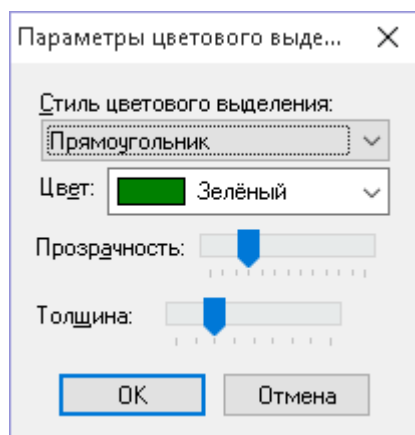 Параметры цветового выде...
Стиль цветового выделения:
Прямоугольник
Цвет: Зелёный
Прозрачность:
Толщина:
OK Отмена